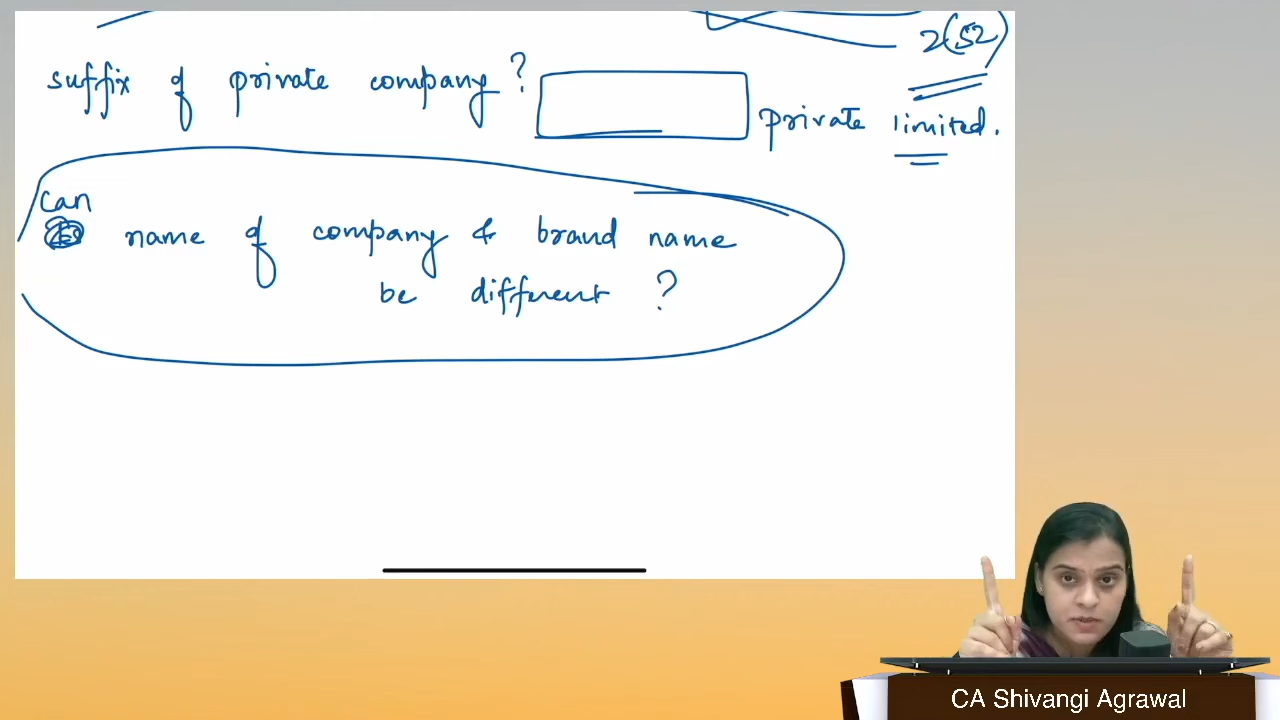 2(52)
suffix of private company ?
private limited.
can
name of company & brand name
be different ?
CA Shivangi Agrawal